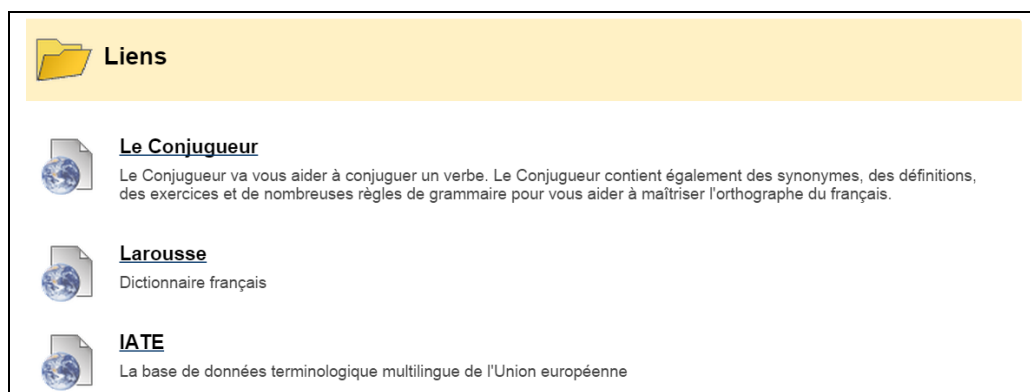 Liens
Le Conjugueur
Le Conjugueur va vous aider à conjuguer un verbe. Le Conjugueur contient également des synonymes, des définitions,
des exercices et de nombreuses règles de grammaire pour vous aider à maîtriser l'orthographe du français.
Larousse
Dictionnaire français
IATE
La base de données terminologique multilingue de l'Union européenne